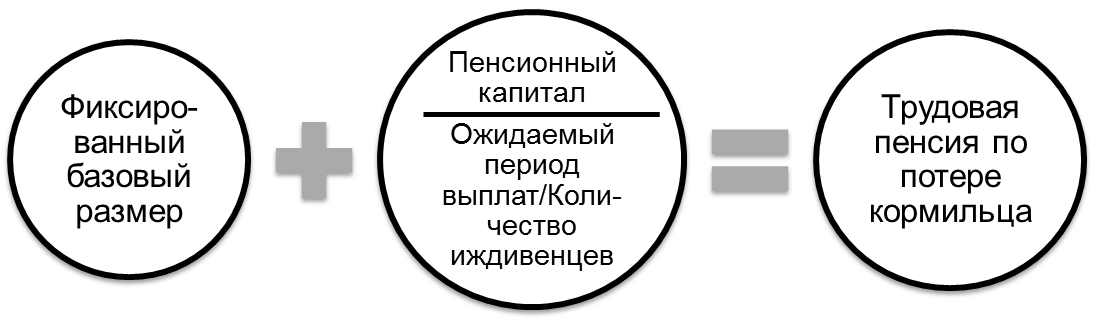 Фиксиро-
ванный
базовый
размер
Пенсионный
капитал
Ожидаемый
период
выплат/Коли-
чество
иждивенцев
Трудовая
пенсия по
потере
кормильца